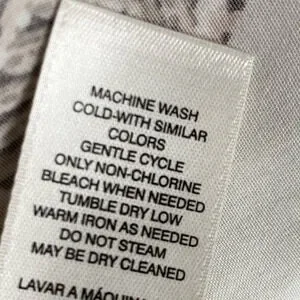 MACHINE WASH
COLD-WITH SIMILAR
COLORS
GENTLE CYCLE
ONLY NON-CHLORINE
BLEACH WHEN NEEDED
TUMBLE DRY LOW
WARM IRON AS NEEDED
DO NOT STEAM
MAY BE DRY CLEANED
LAVAR A MÁQUIN